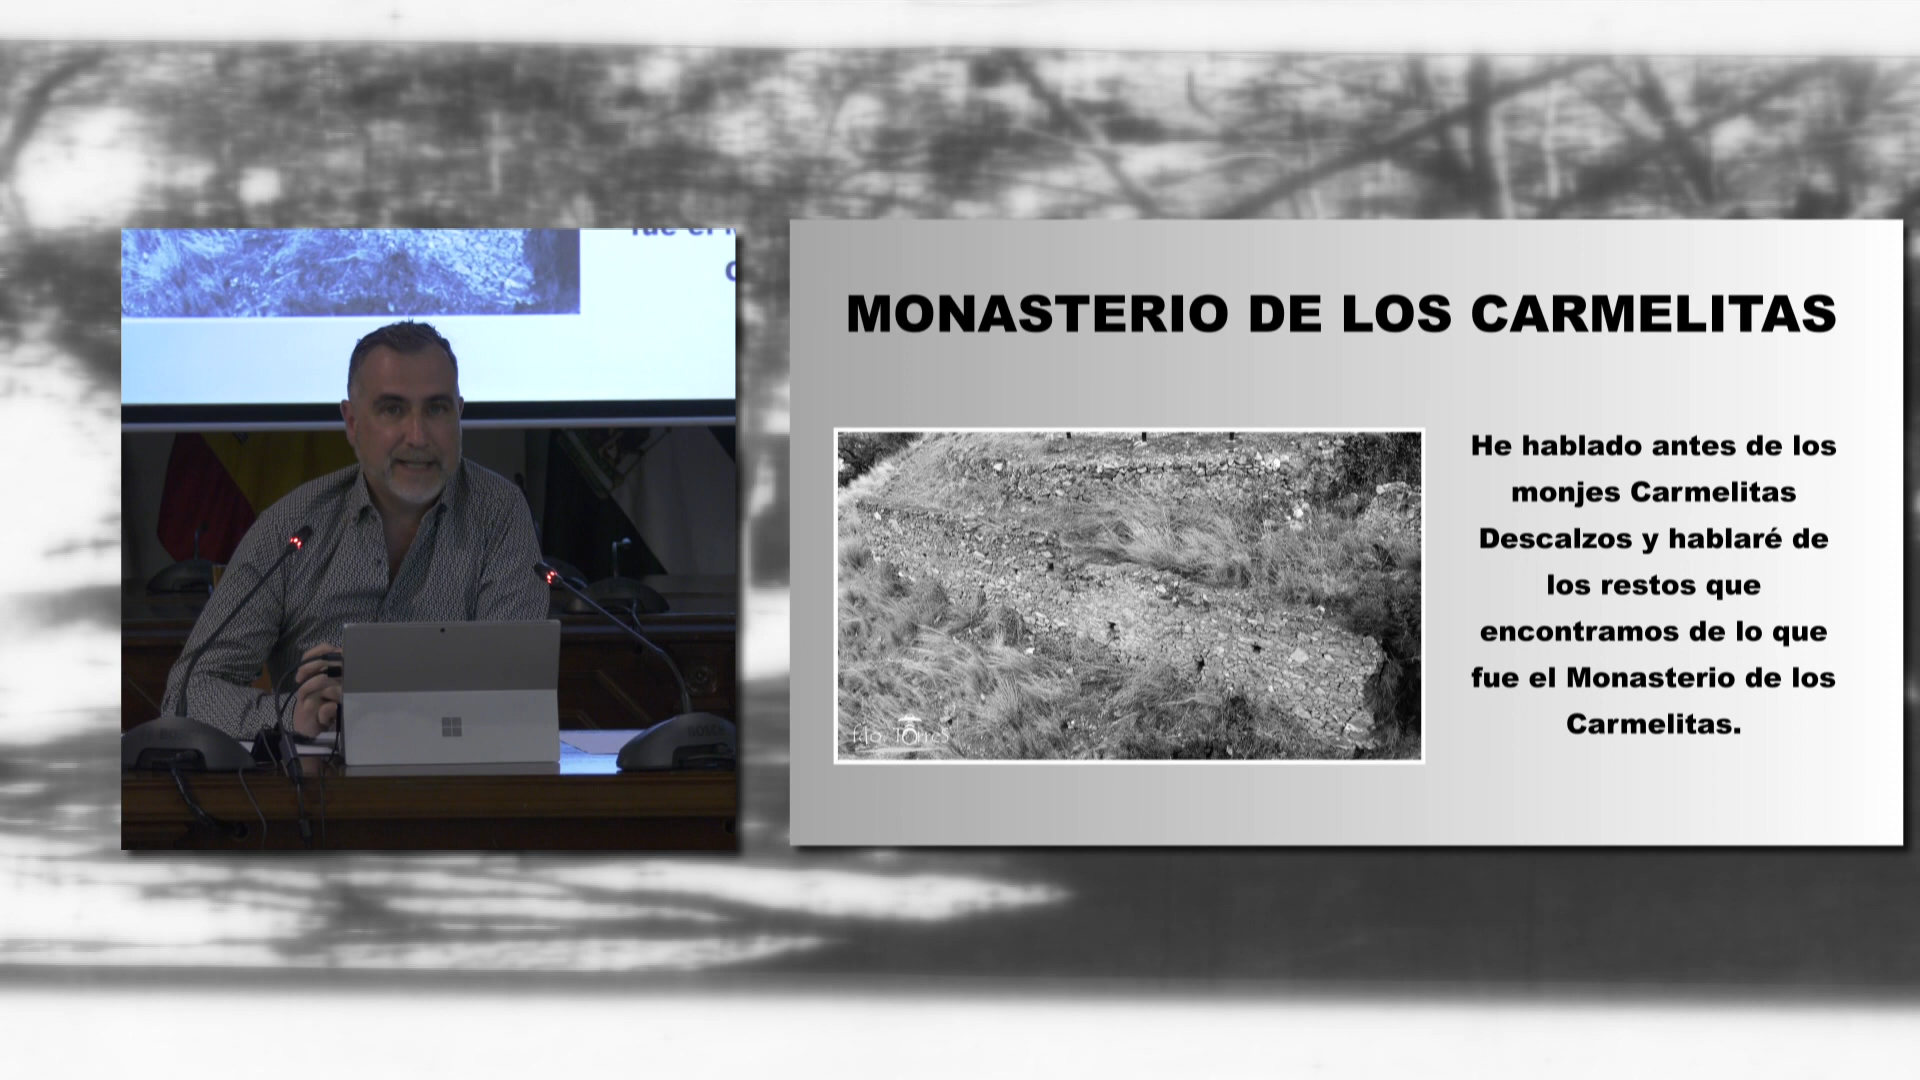 MONASTERIO DE LOS CARMELITAS
He hablado antes de los
monjes Carmelitas
Descalzos y hablaré de
los restos que
encontramos de lo que
fue el Monasterio de los
Carmelitas.
BOSCH